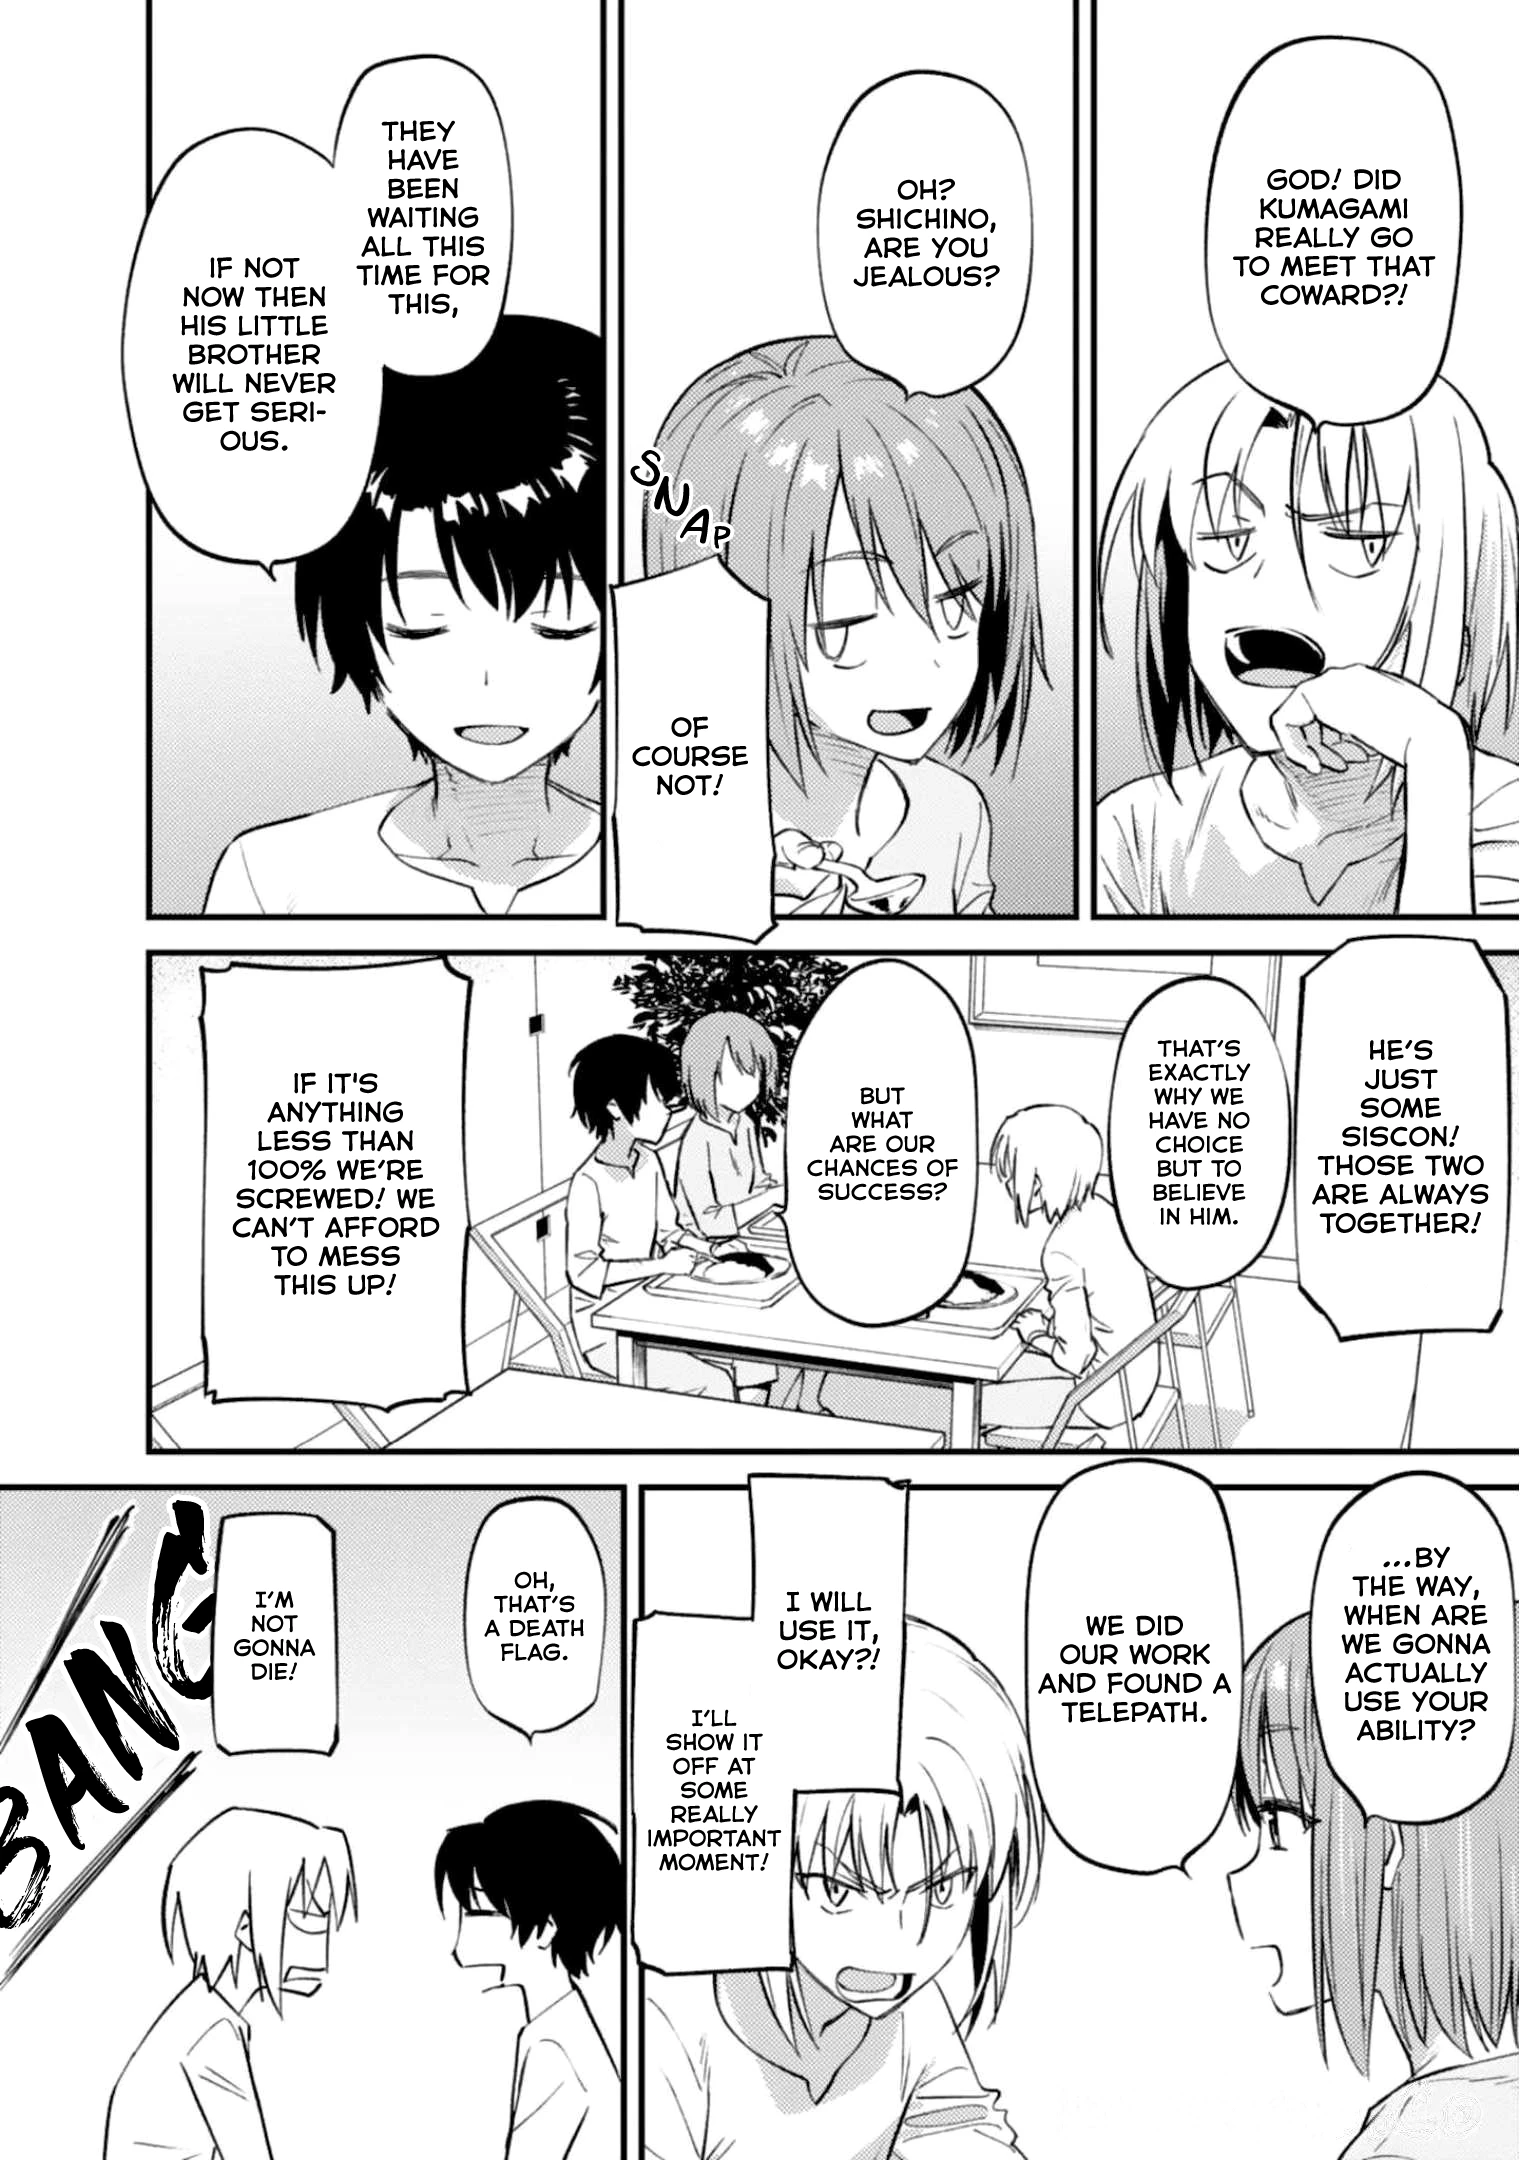 GOD! DID
KUMAGAMI
REALLY GO
TO MEET THAT
COWARD?!
OH?
SHICHINO,
ARE YOU
JEALOUS?
SNAP
OF
COURSE
NOT!
THEY
HAVE
BEEN
WAITING
ALL THIS
TIME FOR
THIS,
IF NOT
NOW THEN
HIS LITTLE
BROTHER
WILL NEVER
GET SERI-
OUS.
HE'S
JUST
SOME
SISCON!
THOSE TWO
ARE ALWAYS
TOGETHER!
THAT'S
EXACTLY
WHY WE
HAVE NO
CHOICE
BUT TO
BELIEVE
IN HIM.
BUT
WHAT
ARE OUR
CHANCES OF
SUCCESS?
IF IT'S
ANYTHING
LESS THAN
100% WE'RE
SCREWED! WE
CAN'T AFFORD
TO MESS
THIS UP!
...BY
THE WAY,
WHEN ARE
WE GONNA
ACTUALLY
USE YOUR
ABILITY?
WE DID
OUR WORK
AND FOUND A
TELEPATH.
I WILL
USE IT,
OKAY?!
I'LL
SHOW IT
OFF AT
SOME
REALLY
IMPORTANT
MOMENT!
OH,
THAT'S
A DEATH
FLAG.
I'M
NOT
GONNA
DIE!
BANG